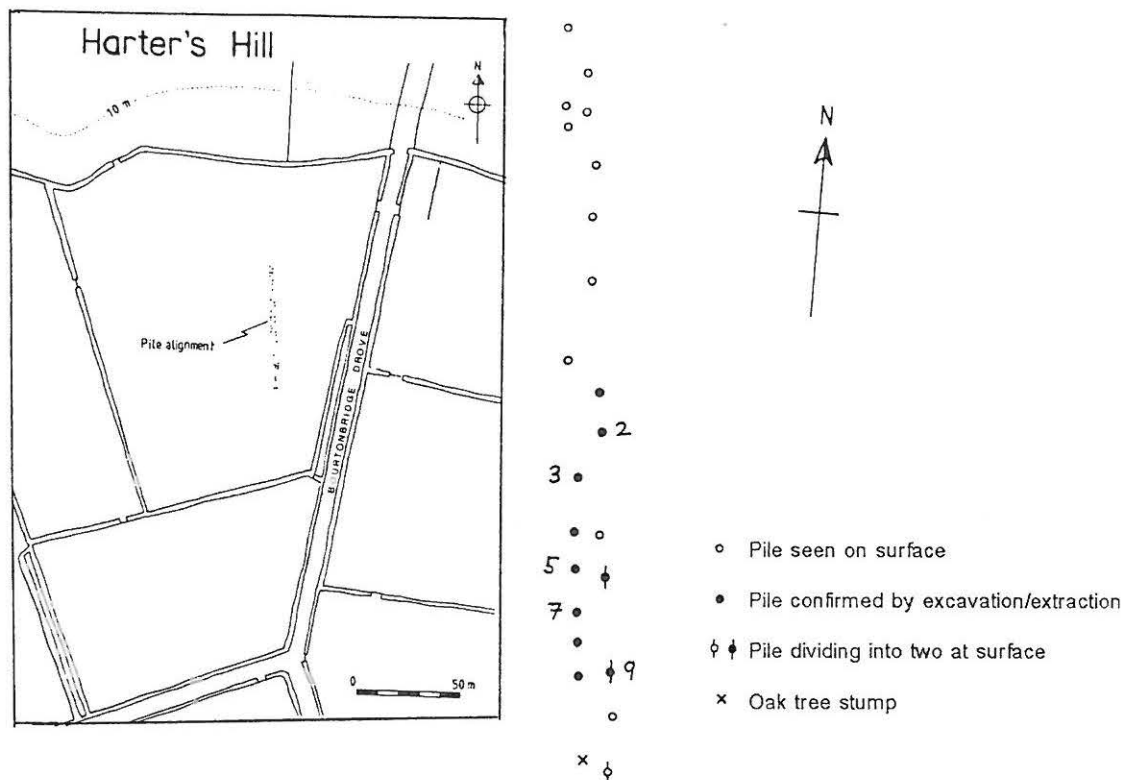 Harter's Hill
N
10 m
Pile alignment
BOURTONBRIDGE DROVE
0 50 m
N
2
3
5
7
9
Pile seen on surface
Pile confirmed by excavation/extraction
Pile dividing into two at surface
Oak tree stump